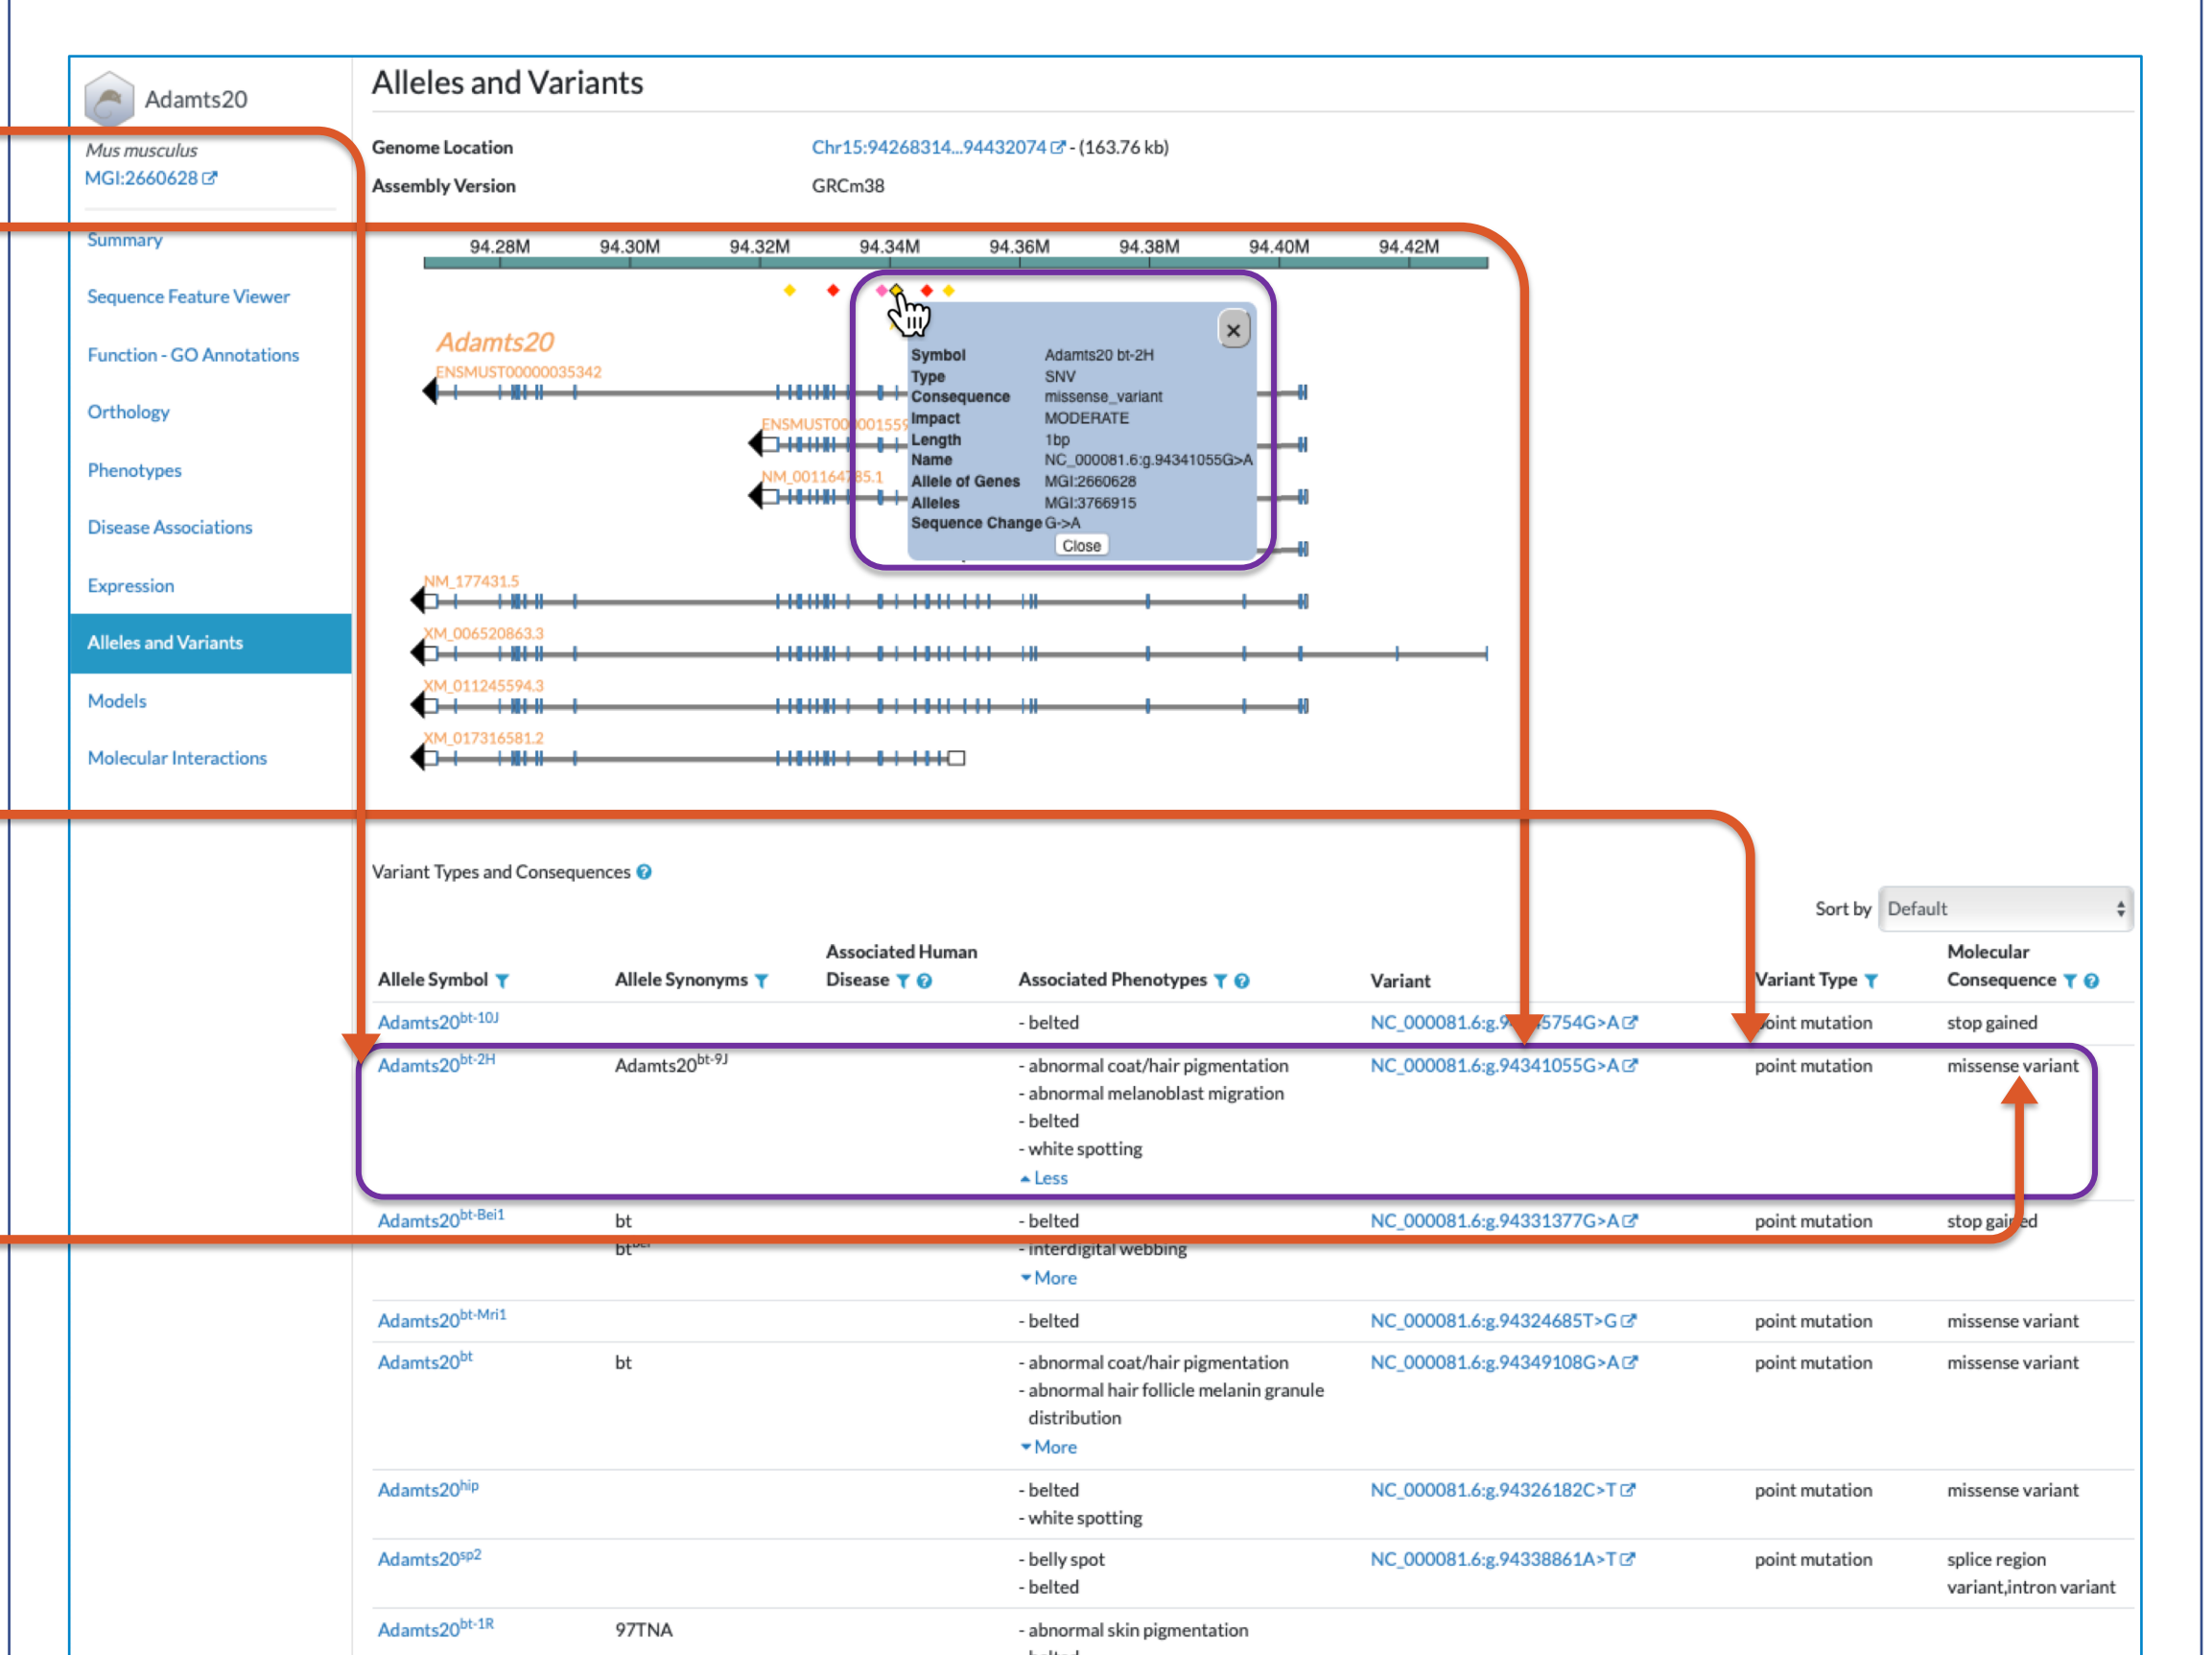 Adamts20
Mus musculus
MGI:2660628
Summary
Sequence Feature Viewer
Function - GO Annotations
Orthology
Phenotypes
Disease Associations
Expression
Alleles and Variants
Models
Molecular Interactions
Alleles and Variants
Genome Location Chr15:94268314...94432074 - (163.76 kb)
Assembly Version GRCm38
94.28M 94.30M 94.32M 94.34M 94.36M 94.38M 94.40M 94.42M
Adamts20
ENSMUST00000035342
NM_177431.5
XM_006520863.3
XM_011245594.3
XM_017316581.2
×
Symbol Adamts20 bt-2H
Type SNV
Consequence missense_variant
Impact MODERATE
Length 1bp
Name NC_000081.6:g.94341055G>A
Allele of Genes MGI:2660628
Alleles MGI:3766915
Sequence Change G->A
Close
Variant Types and Consequences
Sort by Default
Associated Human Molecular
Allele Symbol Allele Synonyms Disease Associated Phenotypes Variant Variant Type Consequence
Adamts20bt-10J - belted point mutation stop gained
Adamts20bt-2H Adamts20bt-9J - abnormal coat/hair pigmentation NC_000081.6:g.94341055G>A point mutation missense variant
- abnormal melanoblast migration
- belted
- white spotting
Less
Adamts20bt-Bei1 bt - belted NC_000081.6:g.94331377G>A point mutation stop gained
- interdigital webbing
More
Adamts20bt-Mri1 - belted NC_000081.6:g.94324685T>G point mutation missense variant
Adamts20bt bt - abnormal coat/hair pigmentation NC_000081.6:g.94349108G>A point mutation missense variant
- abnormal hair follicle melanin granule
distribution
More
Adamts20hip - belted NC_000081.6:g.94326182C>T point mutation missense variant
- white spotting
Adamts20sp2 - belly spot NC_000081.6:g.94338861A>T point mutation splice region
- belted variant,intron variant
Adamts20bt-1R 97TNA - abnormal skin pigmentation